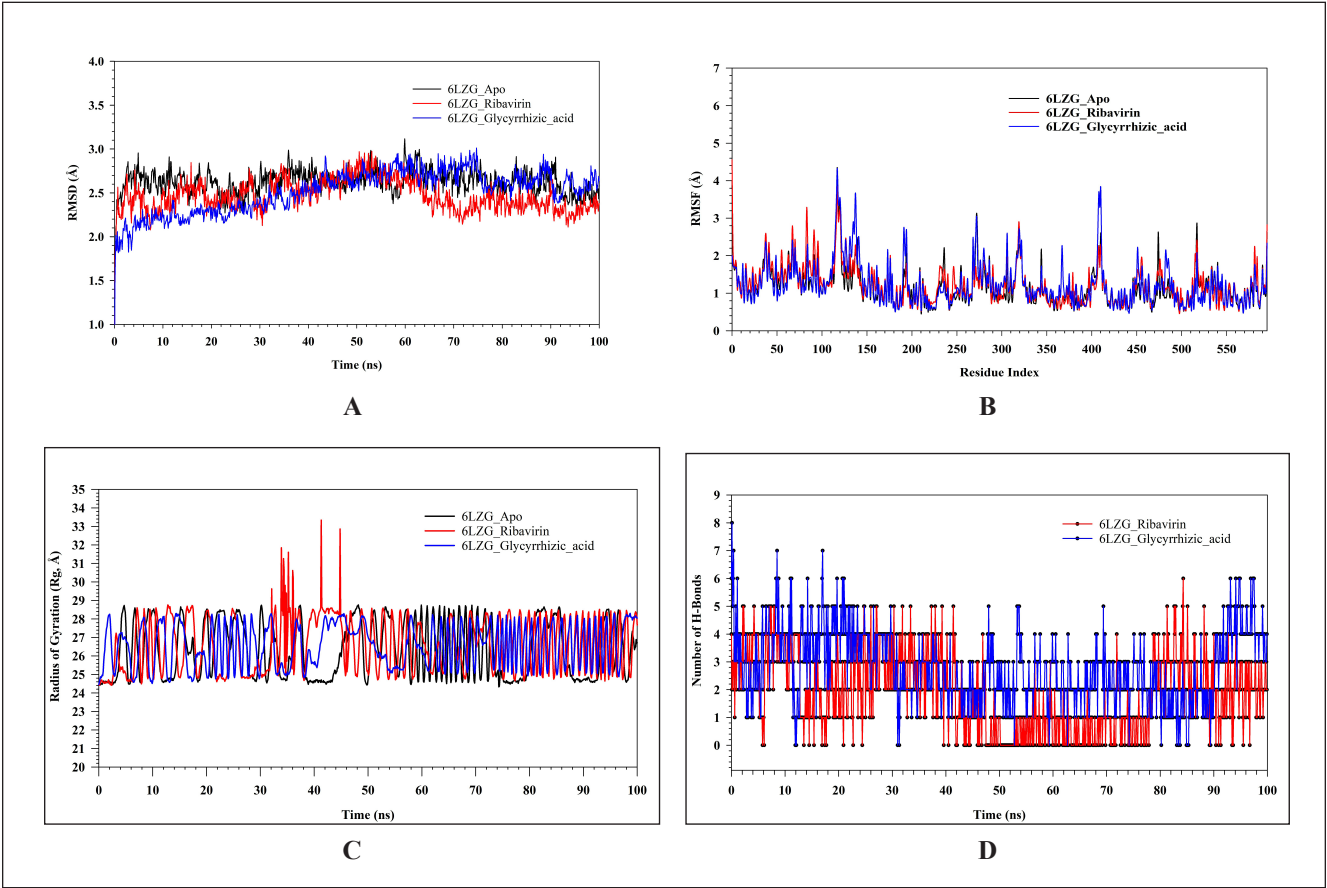 4.0
3.5
3.0
2.5
2.0
1.5
1.0
RMSD (Å)
6LZG_Apo
6LZG_Ribavirin
6LZG_Glycyrrhizic_acid
0 10 20 30 40 50 60 70 80 90 100
Time (ns)
A
7
6
5
4
3
2
1
0
RMSF (Å)
6LZG_Apo
6LZG_Ribavirin
6LZG_Glycyrrhizic_acid
0 50 100 150 200 250 300 350 400 450 500 550
Residue Index
B
35
34
33
32
31
30
29
28
27
26
25
24
23
22
21
20
Radius of Gyration (Rg, Å)
6LZG_Apo
6LZG_Ribavirin
6LZG_Glycyrrhizic_acid
0 10 20 30 40 50 60 70 80 90 100
Time (ns)
C
9
8
7
6
5
4
3
2
1
0
Number of H-Bonds
6LZG_Ribavirin
6LZG_Glycyrrhizic_acid
0 10 20 30 40 50 60 70 80 90 100
Time (ns)
D